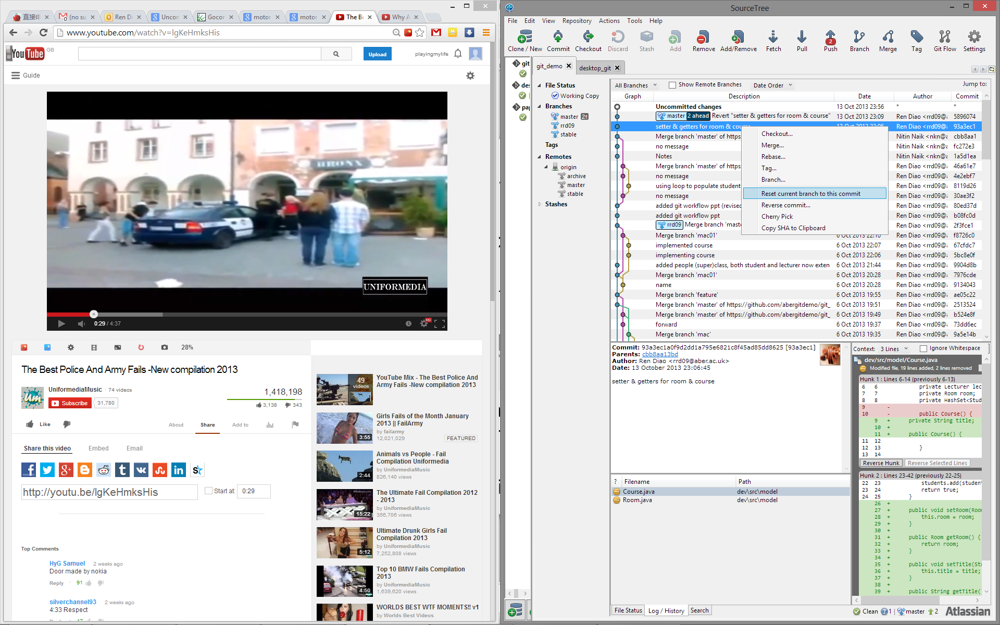 直接申
(no su
Ren Di
Uncon
Gocor
motor
motor
The Be
Why A
www.youtube.com/watch?v=lgKeHmksHis
YouTube GB
Upload
playingmylife
Guide
BRONX
UNIFORMEDIA
0:29 / 4:37
HD
28%
The Best Police And Army Fails -New compilation 2013
UniformediaMusic · 74 videos
Subscribe 31,780
1,418,198
3,138 343
Like
About Share Add to
Share this video Embed Email
http://youtu.be/lgKeHmksHis
Start at: 0:29
Top Comments
HyG Samuel 2 weeks ago
Door made by nokia
Reply · 91
silverchannel93 2 weeks ago
4:33 Respect
49
videos
YouTube Mix - The Best Police And
Army Fails -New compilation 2013
3:55
Girls Fails of the Month January
2013 || FailArmy
by failarmy
12,021,029 FEATURED
2:44
Animals vs People - Fail
Compilation Uniformedia
by UniformediaMusic
826,140 views
15:22
The Ultimate Fail Compilation 2012
- 2013
by UniformediaMusic
356,706 views
5:12
Ultimate Drunk Girls Fail
Compilation 2013
by UniformediaMusic
7,252,808 views
4:50
Top 10 BMW Fails Compilation
2013
by UniformediaMusic
1,639,620 views
WORLDS BEST WTF MOMENTS!! v1
by Worlds Best Videos
SourceTree
File Edit View Repository Actions Tools Help
Clone / New Commit Checkout Discard Stash Add Remove Add/Remove Fetch Pull Push Branch Merge Tag Git Flow Settings
2
git
des
pap
git_demo
desktop_git
File Status
Working Copy
Branches
master 2↑
rrd09
stable
Tags
Remotes
origin
archive
master
stable
Stashes
All Branches Show Remote Branches Date Order Jump to:
Graph Description Date Author Commit
Uncommitted changes 13 Oct 2013 23:56 * *
master 2 ahead Revert "setter & getters for room & course" 13 Oct 2013 23:09 Ren Diao <rrd09@ 5896074
setter & getters for room & course 13 Oct 2013 23:06 Ren Diao <rrd09@ 93a3ec1
Merge branch 'master' of https Nitin Naik <nkn@a cbb8aa1
no message Nitin Naik <nkn@a fc272e3
Notes Nitin Naik <nkn@a 1a5d1ea
Merge branch 'master' of https Ren Diao <rrd09@ 46a61e7
no message Ren Diao <rrd09@ 4e2ebf7
using loop to populate student Ren Diao <rrd09@ 8119d26
no message Ren Diao <rrd09@ 30ae3f2
added git workflow ppt (revised Ren Diao <rrd09@ 80ed37d
added git workflow ppt Ren Diao <rrd09@ b08fc0d
rrd09 Merge branch 'maste Ren Diao <rrd09@ 2f3fce1
Merge branch 'mac01' 6 Oct 2013 22:10 Ren Diao <rrd09@ f8726c0
implemented course 6 Oct 2013 22:07 Ren Diao <rrd09@ 67cfdc7
implementing course 6 Oct 2013 22:06 Ren Diao <rrd09@ 5bc8e0f
added people (super)class, both student and lecturer now exten 6 Oct 2013 21:44 Ren Diao <rrd09@ 9904d8b
Merge branch 'mac01' 6 Oct 2013 20:28 Ren Diao <rrd09@ 7976cde
name 6 Oct 2013 20:28 Ren Diao <rrd09@ 9134043
Merge branch 'feature' 6 Oct 2013 19:55 Ren Diao <rrd09@ ae05c22
Merge branch 'master' of https://github.com/abergitdemo/git_ 6 Oct 2013 19:51 Ren Diao <rrd09@ 2513524
Merge branch 'master' of https://github.com/abergitdemo/git_ 6 Oct 2013 19:49 Ren Diao <rrd09@ b524e8f
forward 6 Oct 2013 19:37 Ren Diao <rrd09@ 73dd6ec
Merge branch 'mac' 6 Oct 2013 19:35 Ren Diao <rrd09@ 9a5e14b
Checkout...
Merge...
Rebase...
Tag...
Branch...
Reset current branch to this commit
Reverse commit...
Cherry Pick
Copy SHA to Clipboard
Commit: 93a3ec1a0f9d2dd1a795e6821c8f45ad85dd8625 [93a3ec1]
Parents: cbb8aa13bd
Author: Ren Diao <rrd09@aber.ac.uk>
Date: 13 October 2013 23:06:45
setter & getters for room & course
? Filename Path
Course.java dev\src\model
Room.java dev\src\model
Context: 3 Lines Ignore Whitespace
dev/src/model/Course.java
Modified file, 19 lines added, 2 lines removed
Hunk 1 : Lines 6-14 (previously 6-13)
6 6 private Lecturer lec
7 7 private Room room;
8 8 private HashSet<Stud
9 -
10 - public Course() {
9 + private String title;
10 +
11 + public Course() {
11 12
12 13 }
13 14
Reverse Hunk Reverse Selected Lines
Hunk 2 : Lines 23-42 (previously 22-25)
22 23 students.add(student
23 24 return true;
24 25 }
26 +
27 + public void setRoom(Room
28 + this.room = room;
29 + }
30 +
31 + public Room getRoom() {
32 + return room;
33 + }
34 +
35 + public void setTitle(Str
36 + this.title = title;
37 + }
38 +
39 + public String getTitle()
File Status Log / History Search
Clean 1 master 2 Atlassian